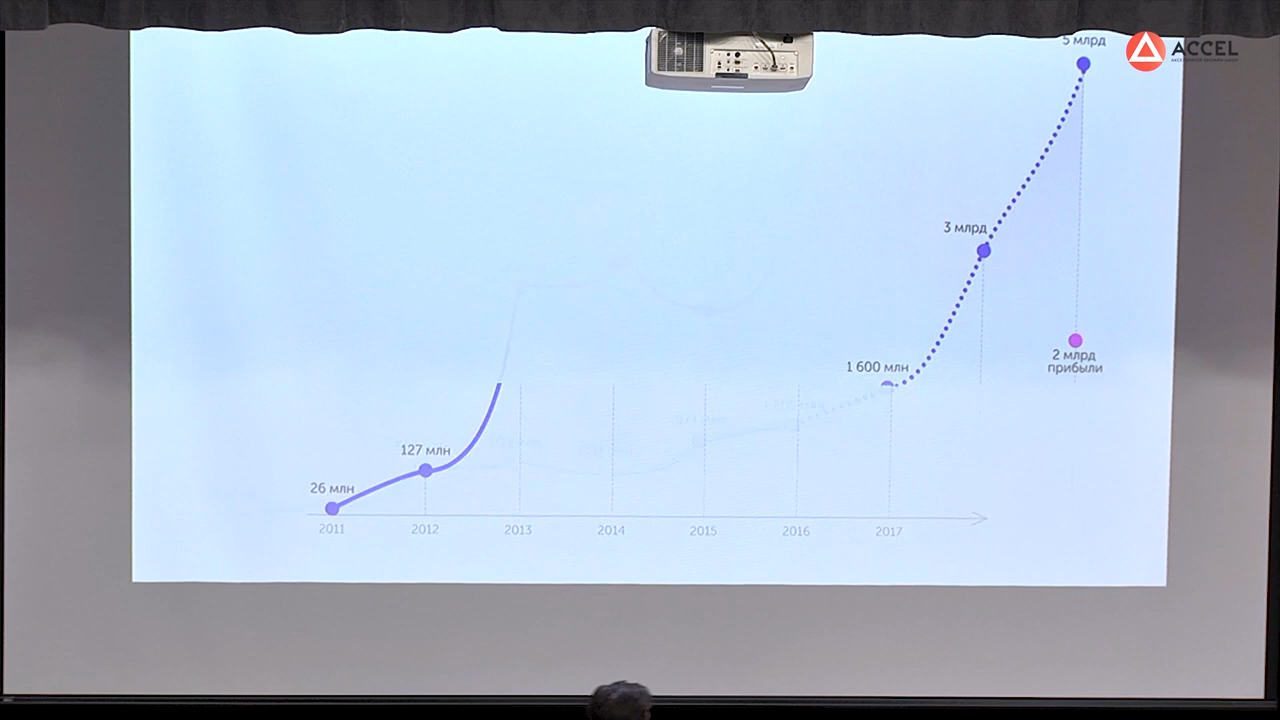 5 млрд
ACCEL
3 млрд
1 600 млн
2 млрд
прибыли
127 млн
26 млн
2011
2012
2013
2014
2015
2016
2017